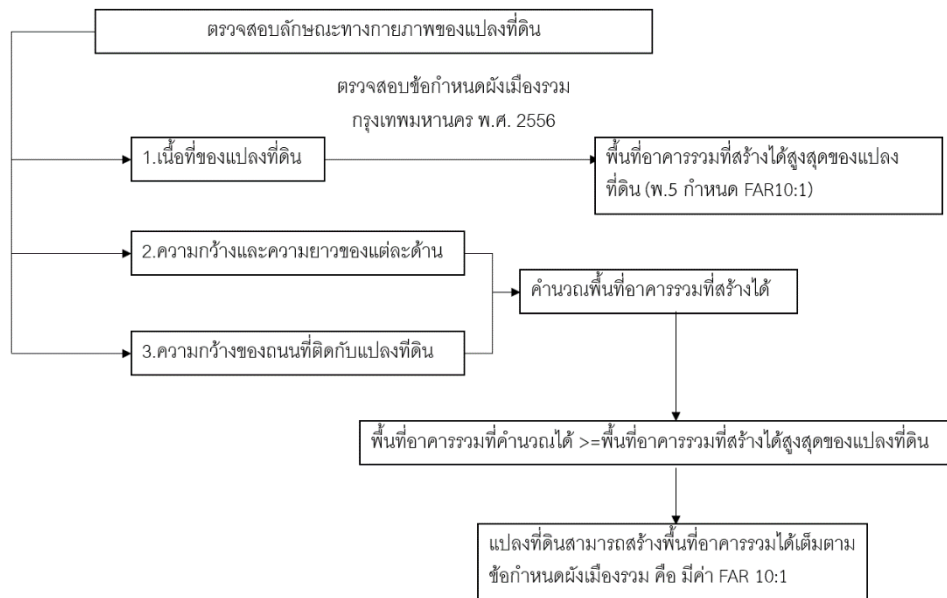 ตรวจสอบลักษณะทางกายภาพของแปลงที่ดิน
ตรวจสอบข้อกำหนดผังเมืองรวม
กรุงเทพมหานคร พ.ศ. 2556
1.เนื้อที่ของแปลงที่ดิน
พื้นที่อาคารรวมที่สร้างได้สูงสุดของแปลง
ที่ดิน (พ.5 กำหนด FAR10:1)
2.ความกว้างและความยาวของแต่ละด้าน
คำนวณพื้นที่อาคารรวมที่สร้างได้
3.ความกว้างของถนนที่ติดกับแปลงที่ดิน
พื้นที่อาคารรวมที่คำนวณได้ >=พื้นที่อาคารรวมที่สร้างได้สูงสุดของแปลงที่ดิน
แปลงที่ดินสามารถสร้างพื้นที่อาคารรวมได้เต็มตาม
ข้อกำหนดผังเมืองรวม คือ มีค่า FAR 10:1